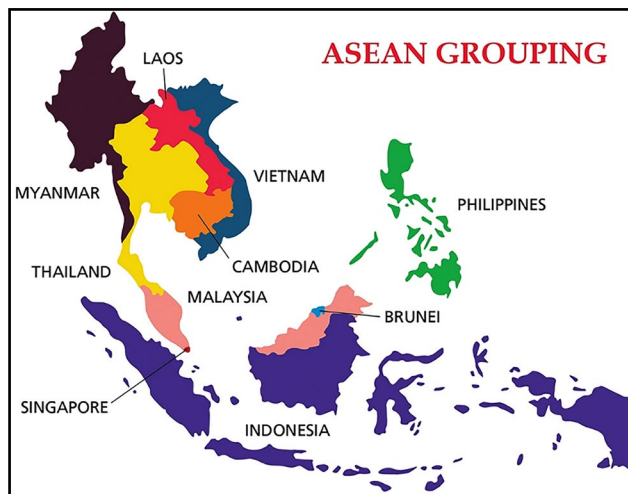 ASEAN GROUPING
LAOS
VIETNAM
MYANMAR
PHILIPPINES
CAMBODIA
THAILAND
MALAYSIA
BRUNEI
SINGAPORE
INDONESIA